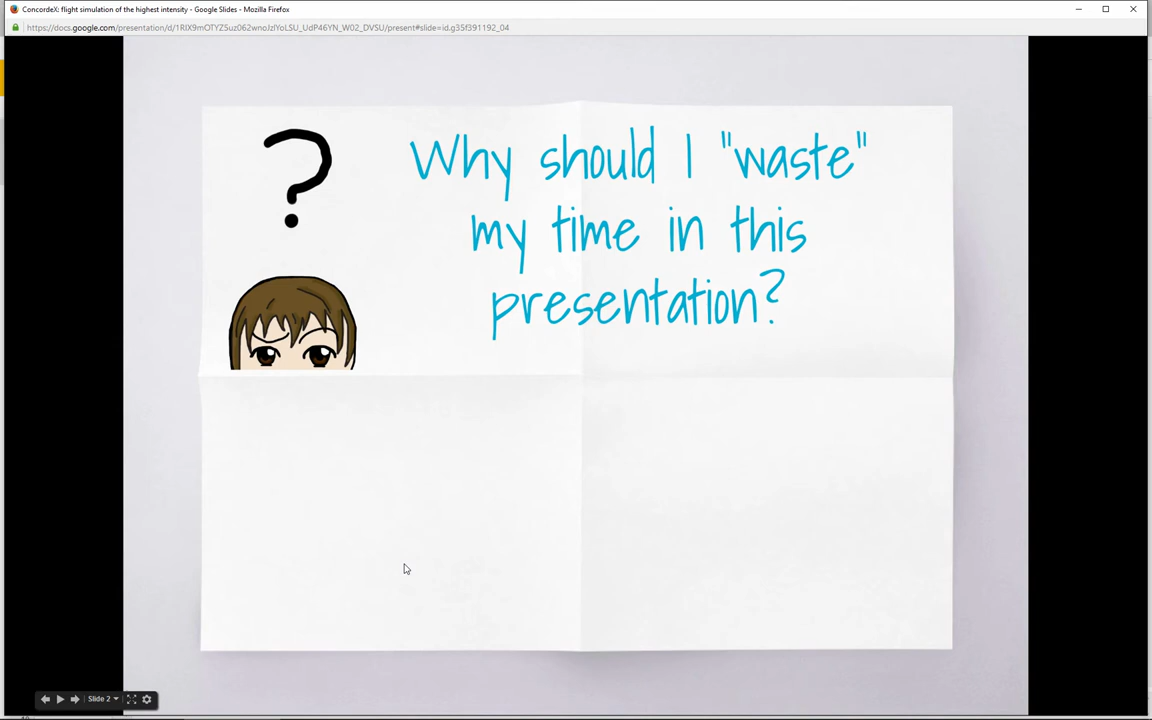 ConcordeX: flight simulation of the highest intensity - Google Slides - Mozilla Firefox
Why should I "waste"
my time in this
presentation?
?
Slide 2